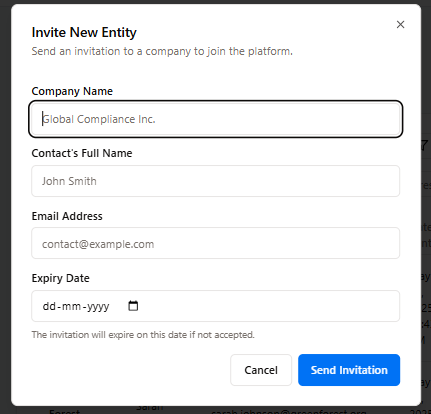 Invite New Entity
Send an invitation to a company to join the platform.
Company Name
Global Compliance Inc.
Contact's Full Name
John Smith
Email Address
contact@example.com
Expiry Date
dd-mm-yyyy
The invitation will expire on this date if not accepted.
Cancel
Send Invitation